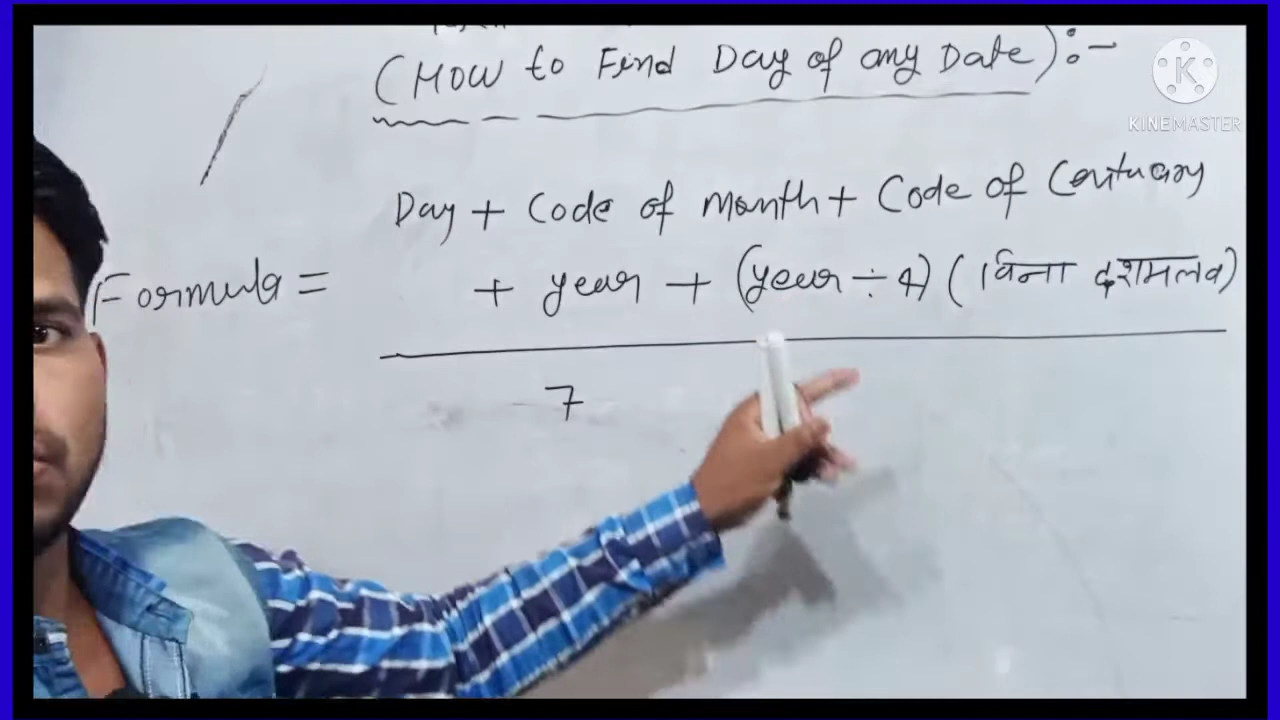 (How to Find Day of any Date):-
KINEMASTER
Day + Code of month + Code of Centuary
Formula = + year + (year ÷ 4) (विना दशमलव)
7